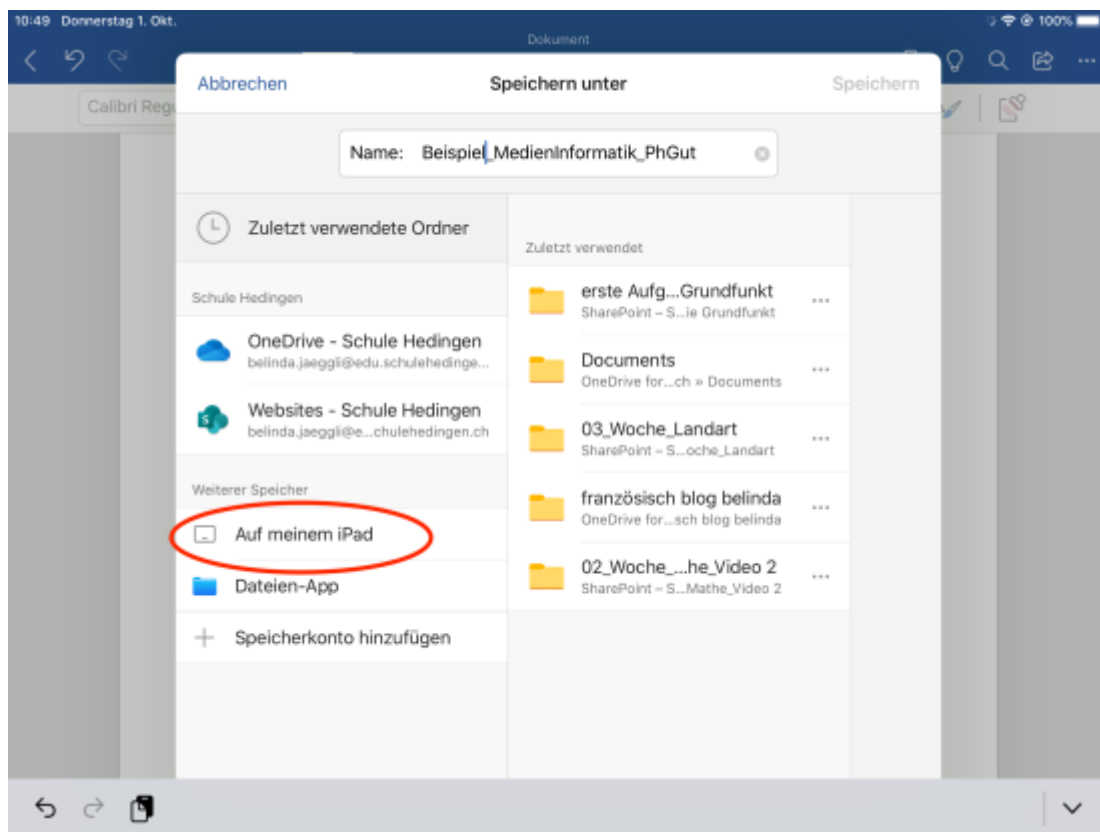 10:49 Donnerstag 1. Okt.
100%
Dokument
Abbrechen
Speichern unter
Speichern
Calibri Regu
Name: Beispiel_MedienInformatik_PhGut
Zuletzt verwendete Ordner
Schule Hedingen
OneDrive - Schule Hedingen
belinda.jaeggli@edu.schulehedinge...
Websites - Schule Hedingen
belinda.jaeggli@e...chulehedingen.ch
Weiterer Speicher
Auf meinem iPad
Dateien-App
Speicherkonto hinzufügen
Zuletzt verwendet
erste Aufg...Grundfunkt
SharePoint – S...ie Grundfunkt
Documents
OneDrive for...ch » Documents
03_Woche_Landart
SharePoint – S...oche_Landart
französisch blog belinda
OneDrive for...sch blog belinda
02_Woche_...he_Video 2
SharePoint – S...Mathe_Video 2